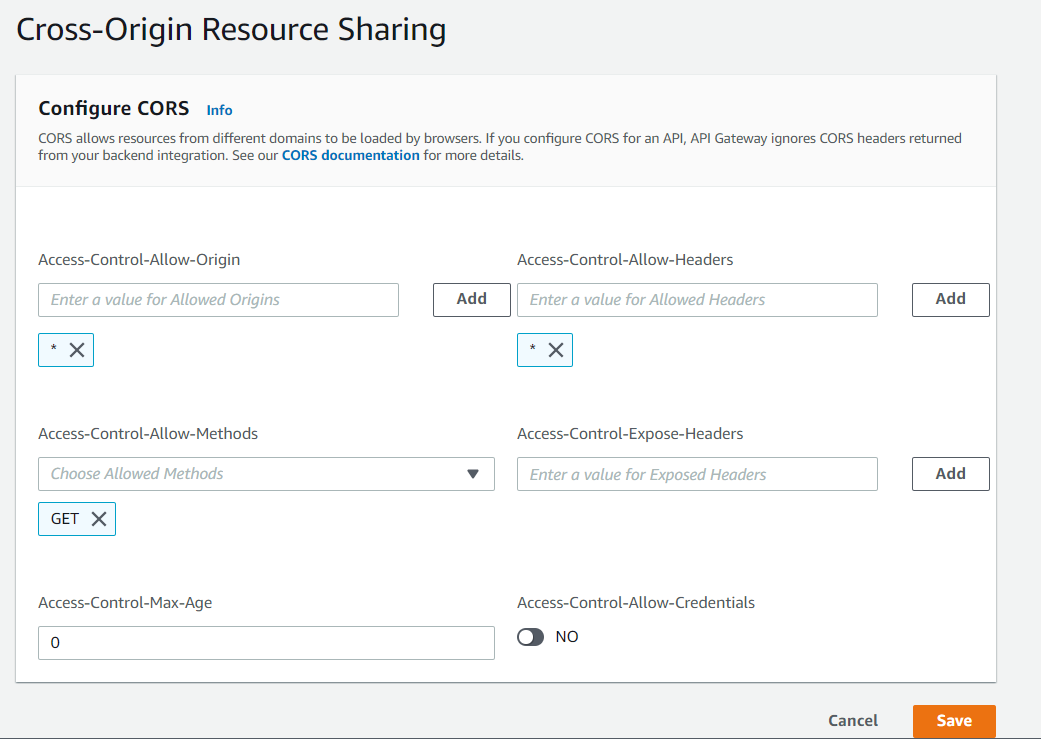 Cross-Origin Resource Sharing
Configure CORS Info
CORS allows resources from different domains to be loaded by browsers. If you configure CORS for an API, API Gateway ignores CORS headers returned
from your backend integration. See our CORS documentation for more details.
Access-Control-Allow-Origin
Enter a value for Allowed Origins Add
*
Access-Control-Allow-Headers
Enter a value for Allowed Headers Add
*
Access-Control-Allow-Methods
Choose Allowed Methods
GET
Access-Control-Expose-Headers
Enter a value for Exposed Headers Add
Access-Control-Max-Age
0
Access-Control-Allow-Credentials
NO
Cancel Save